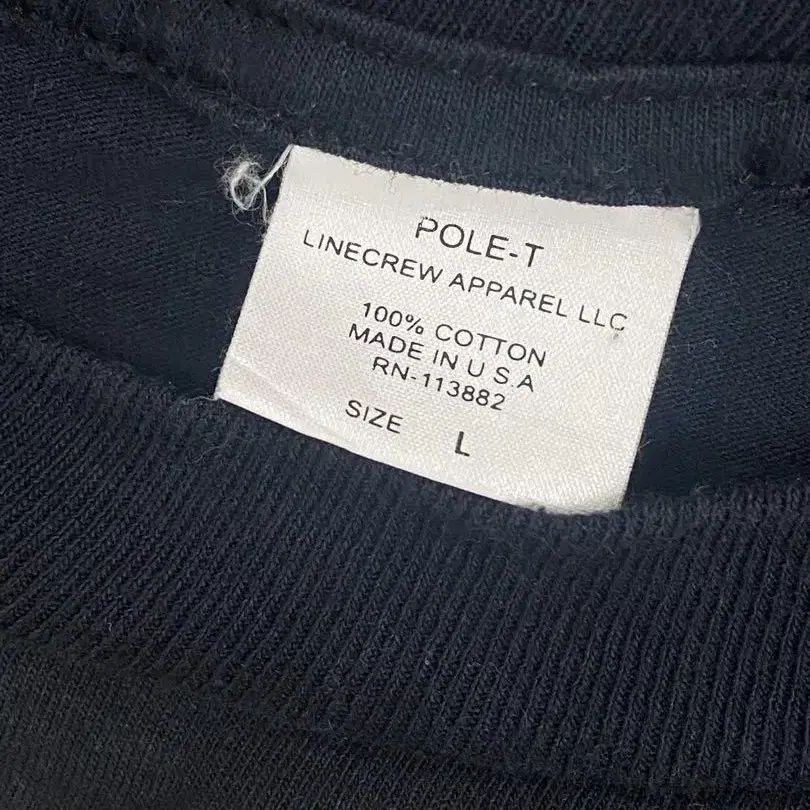 POLE-T
LINECREW APPAREL LLC
100% COTTON
MADE IN U S A
RN-113882
SIZE L